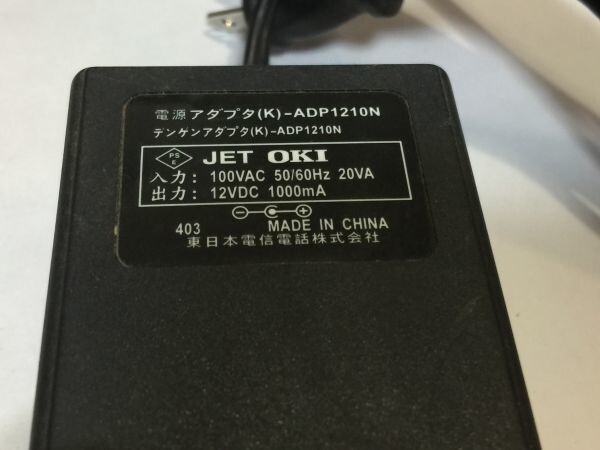 電源アダプタ(K)-ADP1210N
デンゲンアダプタ(K)-ADP1210N
PS
E
JET OKI
入力: 100VAC 50/60Hz 20VA
出力: 12VDC 1000mA
403 MADE IN CHINA
東日本電信電話株式会社